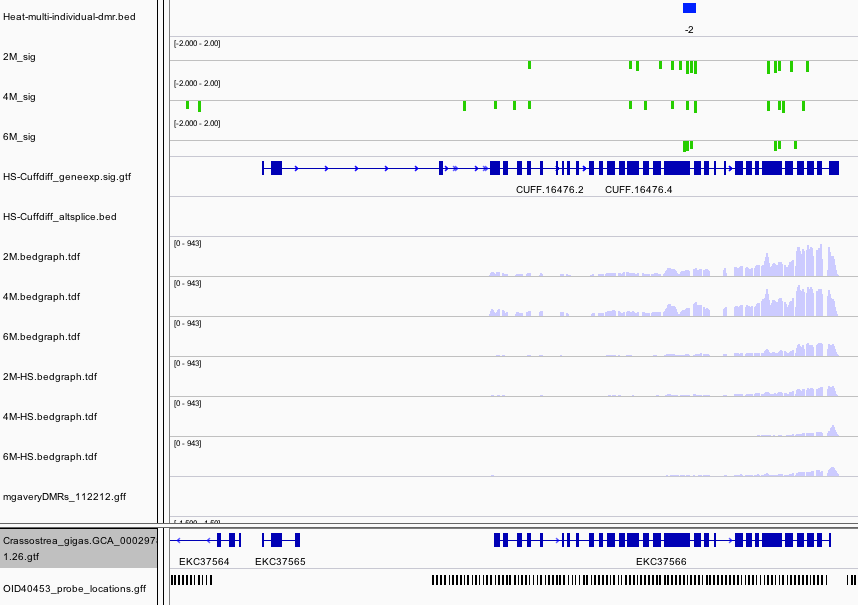 Heat-multi-individual-dmr.bed
-2
2M_sig
[-2.000 - 2.00]
4M_sig
[-2.000 - 2.00]
6M_sig
[-2.000 - 2.00]
HS-Cuffdiff_geneexp.sig.gtf
CUFF.16476.2 CUFF.16476.4
HS-Cuffdiff_altsplice.bed
2M.bedgraph.tdf
[0 - 943]
4M.bedgraph.tdf
[0 - 943]
6M.bedgraph.tdf
[0 - 943]
2M-HS.bedgraph.tdf
[0 - 943]
4M-HS.bedgraph.tdf
[0 - 943]
6M-HS.bedgraph.tdf
[0 - 943]
mgaveryDMRs_112212.gff
Crassostrea_gigas.GCA_000297
1.26.gtf
EKC37564 EKC37565 EKC37566
OID40453_probe_locations.gff